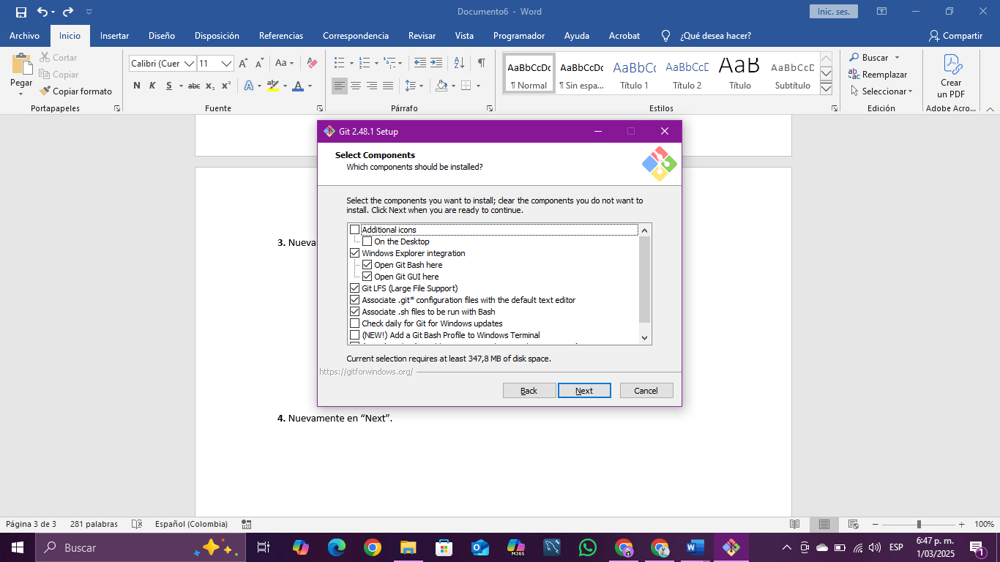 Documento6 - Word
Inic. ses.
Archivo Inicio Insertar Diseño Disposición Referencias Correspondencia Revisar Vista Programador Ayuda Acrobat ¿Qué desea hacer? Compartir
Pegar
Cortar
Copiar
Copiar formato
Portapapeles
Calibri (Cuer 11
Aa
N K S abc x₂ x²
Fuente
Párrafo
AaBbCcDc AaBbCcDc AaBbCc AaBbCcE AaB AaBbCcD
¶ Normal ¶ Sin espa... Título 1 Título 2 Título Subtítulo
Estilos
Buscar
Reemplazar
Seleccionar
Edición
Crear
un PDF
Adobe Acro...
3. Nueva
Git 2.48.1 Setup
Select Components
Which components should be installed?
Select the components you want to install; clear the components you do not want to
install. Click Next when you are ready to continue.
Additional icons
On the Desktop
Windows Explorer integration
Open Git Bash here
Open Git GUI here
Git LFS (Large File Support)
Associate .git* configuration files with the default text editor
Associate .sh files to be run with Bash
Check daily for Git for Windows updates
(NEW!) Add a Git Bash Profile to Windows Terminal
Current selection requires at least 347,8 MB of disk space.
https://gitforwindows.org/
Back Next Cancel
4. Nuevamente en “Next”.
Página 3 de 3 281 palabras Español (Colombia) 100%
Buscar
M365
ESP
6:47 p. m.
1/03/2025
1